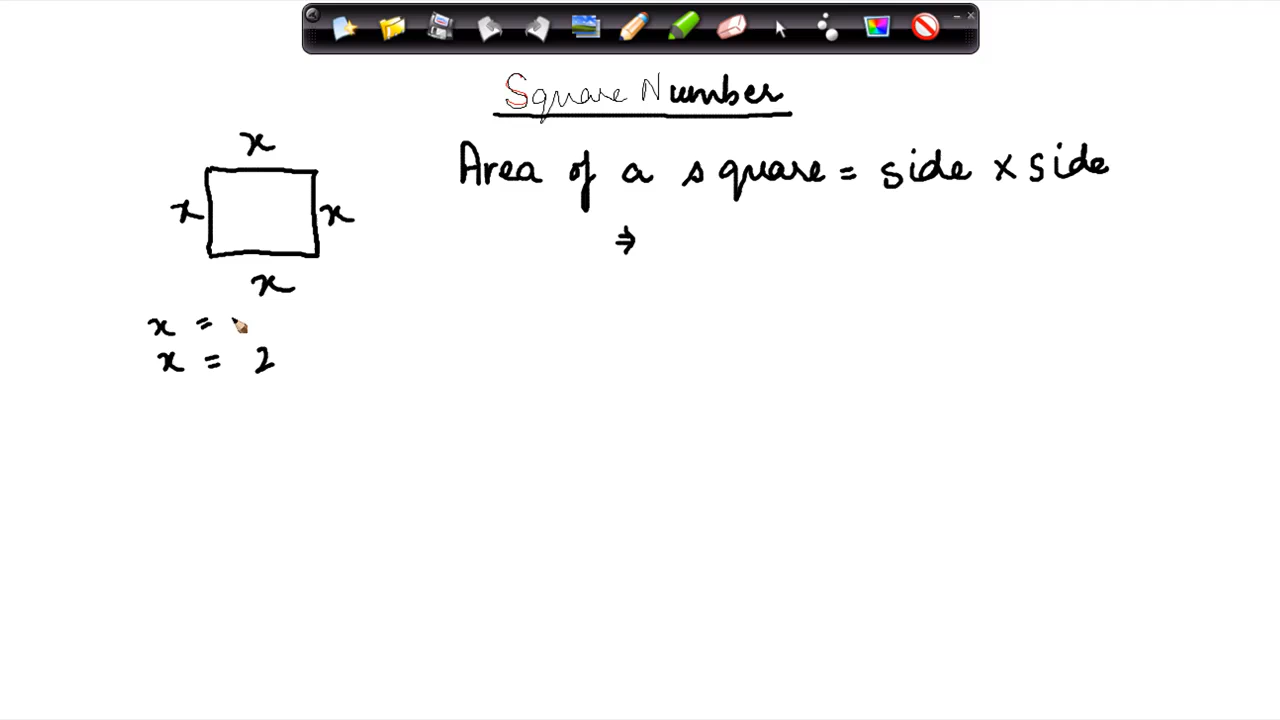 Square Number
x
Area of a square = side × side
x x
⇒
x
x =
x = 2